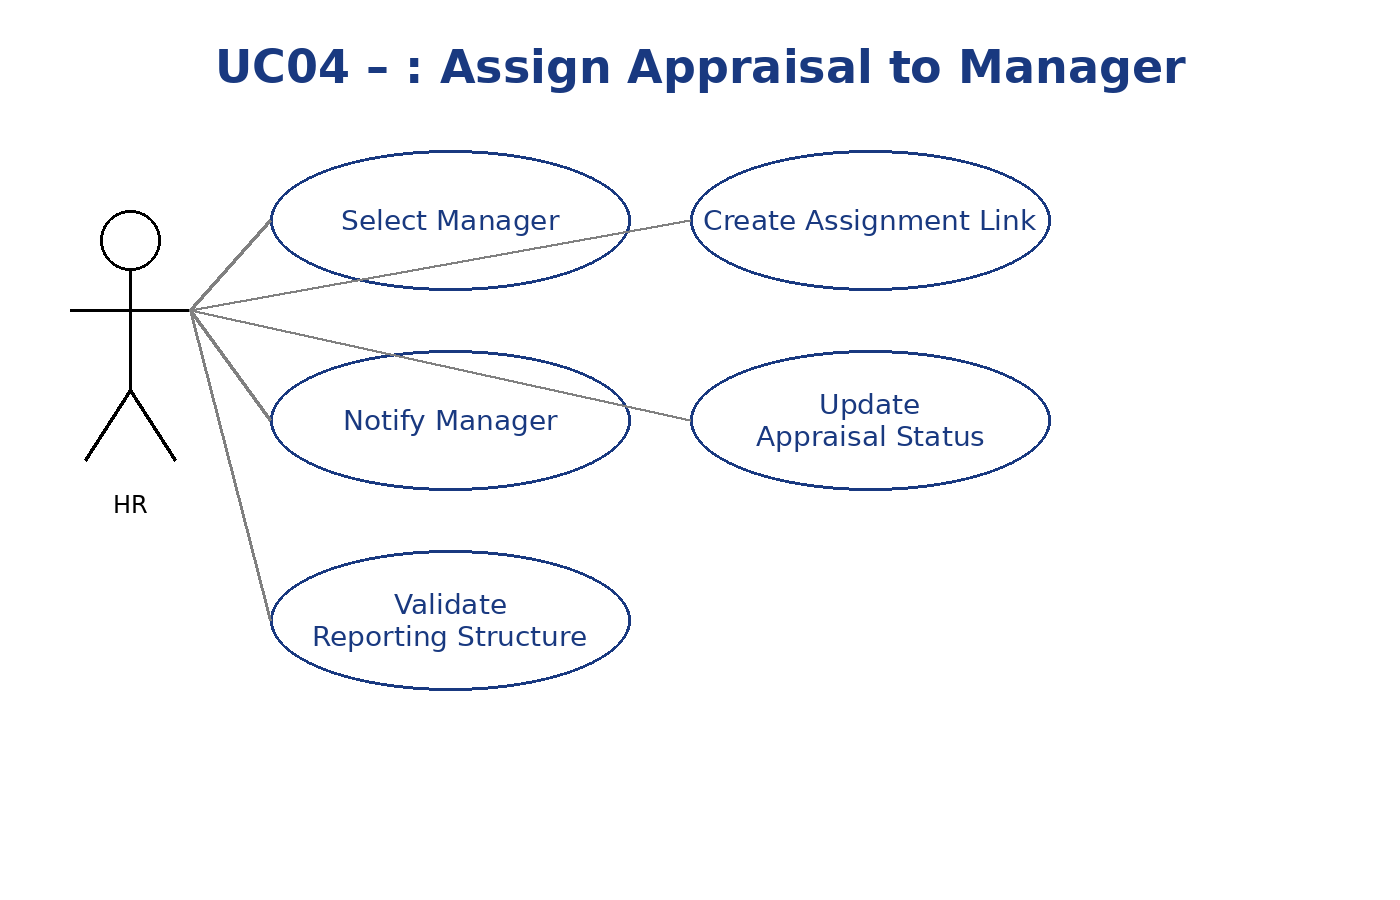 UC04 – : Assign Appraisal to Manager
Select Manager
Create Assignment Link
Notify Manager
Update
Appraisal Status
HR
Validate
Reporting Structure